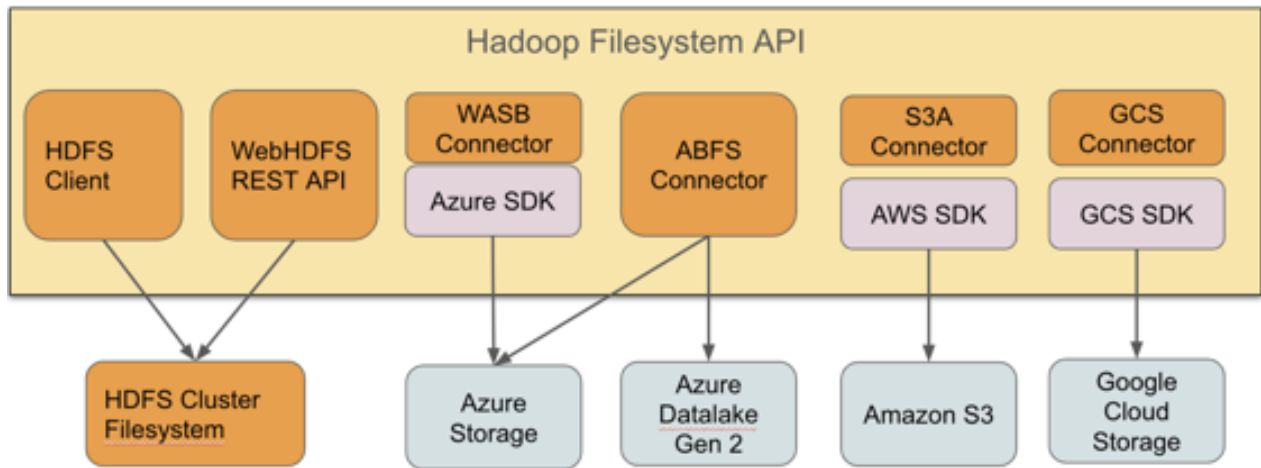 Hadoop Filesystem API
HDFS
Client
WebHDFS
REST API
WASB
Connector
Azure SDK
ABFS
Connector
S3A
Connector
AWS SDK
GCS
Connector
GCS SDK
HDFS Cluster
Filesystem
Azure
Storage
Azure
Datalake
Gen 2
Amazon S3
Google
Cloud
Storage